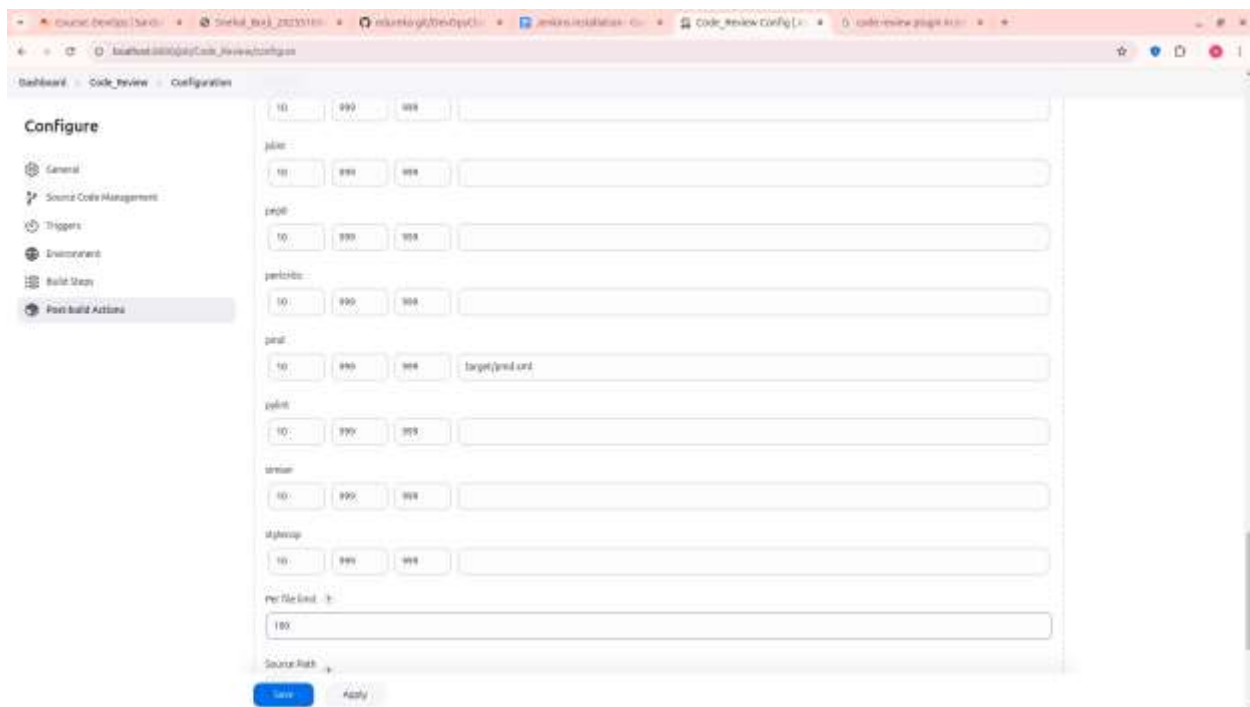 Code_Review Config
Dashboard Code_Review Configuration
Configure
General
Source Code Management
Triggers
Environment
Build Steps
Post-build Actions
10 999 999
jslint
10 999 999
pep8
10 999 999
perlcritic
10 999 999
pmd
10 999 999 target/pmd.xml
pylint
10 999 999
simian
10 999 999
stylecop
10 999 999
Per file limit ?
100
Source Path
Save Apply